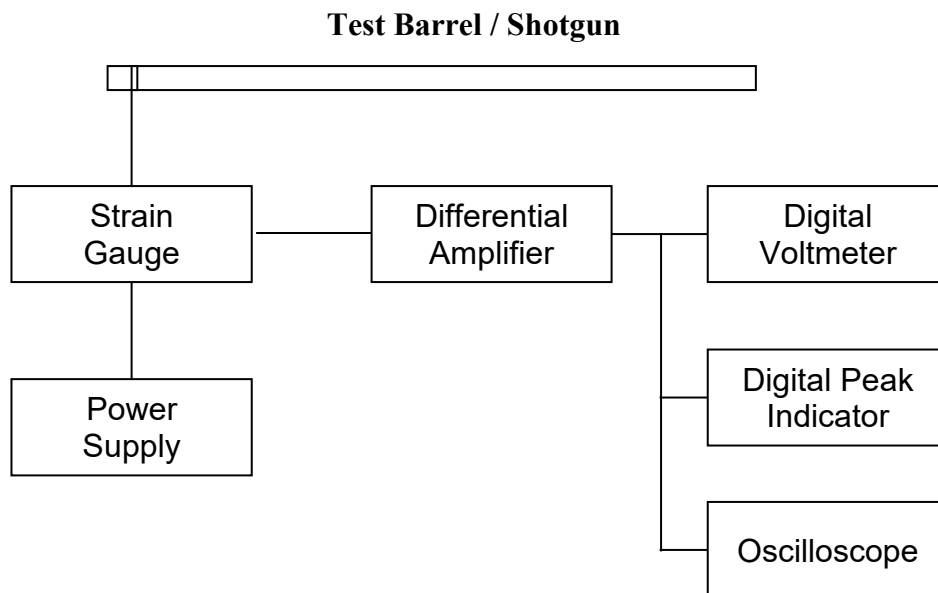 Test Barrel / Shotgun
Strain
Gauge
Differential
Amplifier
Digital
Voltmeter
Power
Supply
Digital Peak
Indicator
Oscilloscope